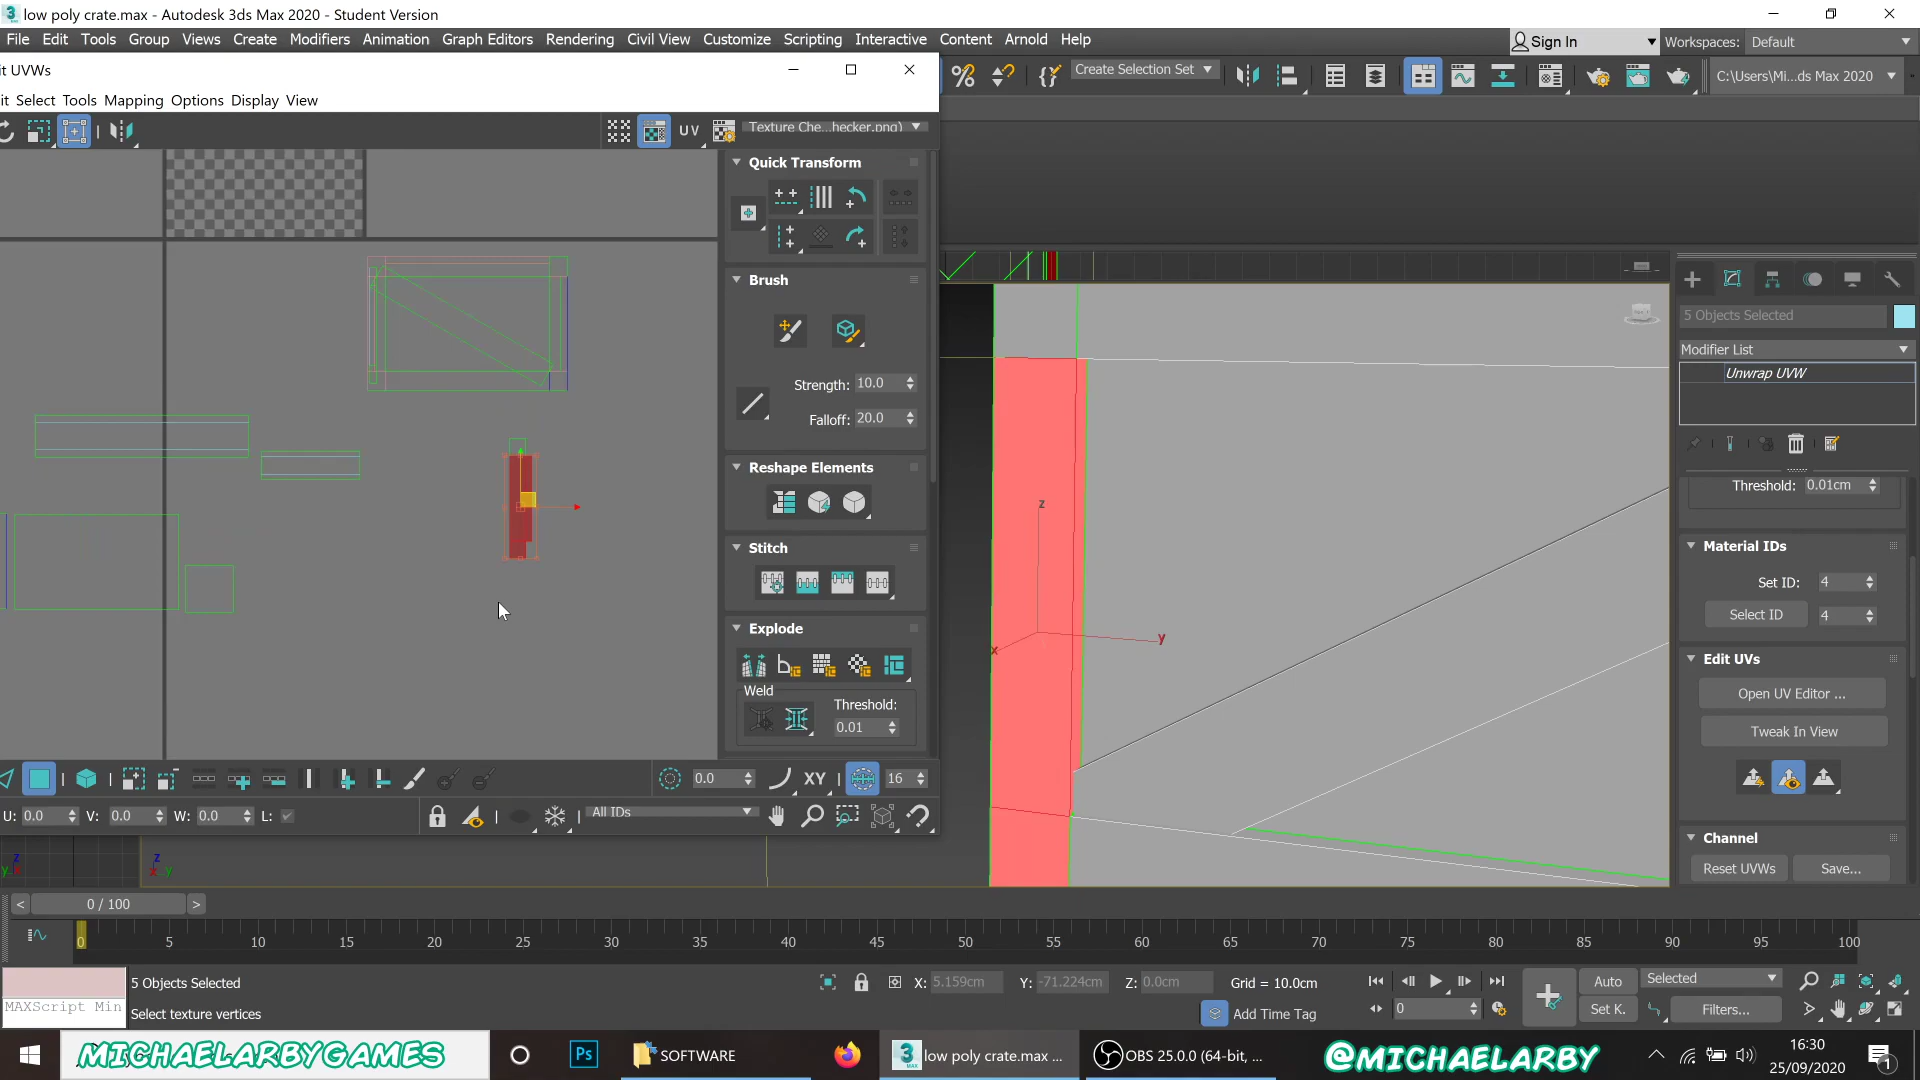 low poly crate.max - Autodesk 3ds Max 2020 - Student Version
File Edit Tools Group Views Create Modifiers Animation Graph Editors Rendering Civil View Customize Scripting Interactive Content Arnold Help
Sign In
Workspaces: Default
it UVWs
Create Selection Set
C:\Users\Mi...ds Max 2020
it Select Tools Mapping Options Display View
UV
Texture Che...hecker.png)
Quick Transform
Brush
Strength: 10.0
Falloff: 20.0
Reshape Elements
Stitch
Explode
Weld
Threshold:
0.01
0.0
XY
16
U: 0.0 V: 0.0 W: 0.0 L:
All IDs
z
y
x
z
y
x
z
x
y
5 Objects Selected
Modifier List
Unwrap UVW
Threshold: 0.01cm
Material IDs
Set ID: 4
Select ID 4
Edit UVs
Open UV Editor ...
Tweak In View
Channel
Reset UVWs Save...
< 0 / 100 >
0 5 10 15 20 25 30 35 40 45 50 55 60 65 70 75 80 85 90 95 100
5 Objects Selected
X: 5.159cm Y: -71.224cm Z: 0.0cm Grid = 10.0cm
Auto Selected
MAXScript Min
Select texture vertices
Add Time Tag
0
Set K. Filters...
MICHAELARBYGAMES
Ps
SOFTWARE
3
MAX
low poly crate.max ...
OBS 25.0.0 (64-bit, ...
@MICHAELARBY
16:30
25/09/2020
1